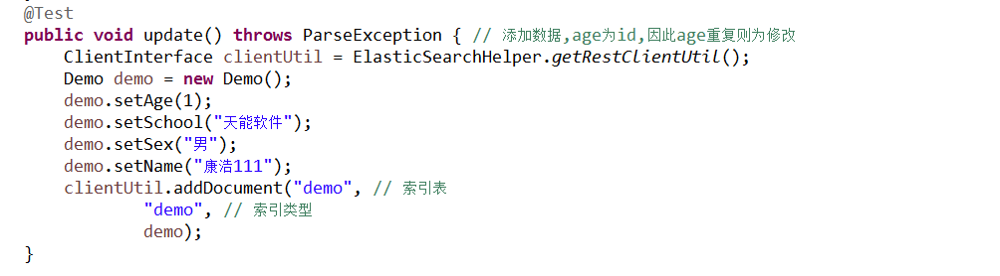 @Test
public void update() throws ParseException { // 添加数据,age为id,因此age重复则为修改
    ClientInterface clientUtil = ElasticSearchHelper.getRestClientUtil();
    Demo demo = new Demo();
    demo.setAge(1);
    demo.setSchool("天能软件");
    demo.setSex("男");
    demo.setName("康浩111");
    clientUtil.addDocument("demo", // 索引表
            "demo", // 索引类型
            demo);
}